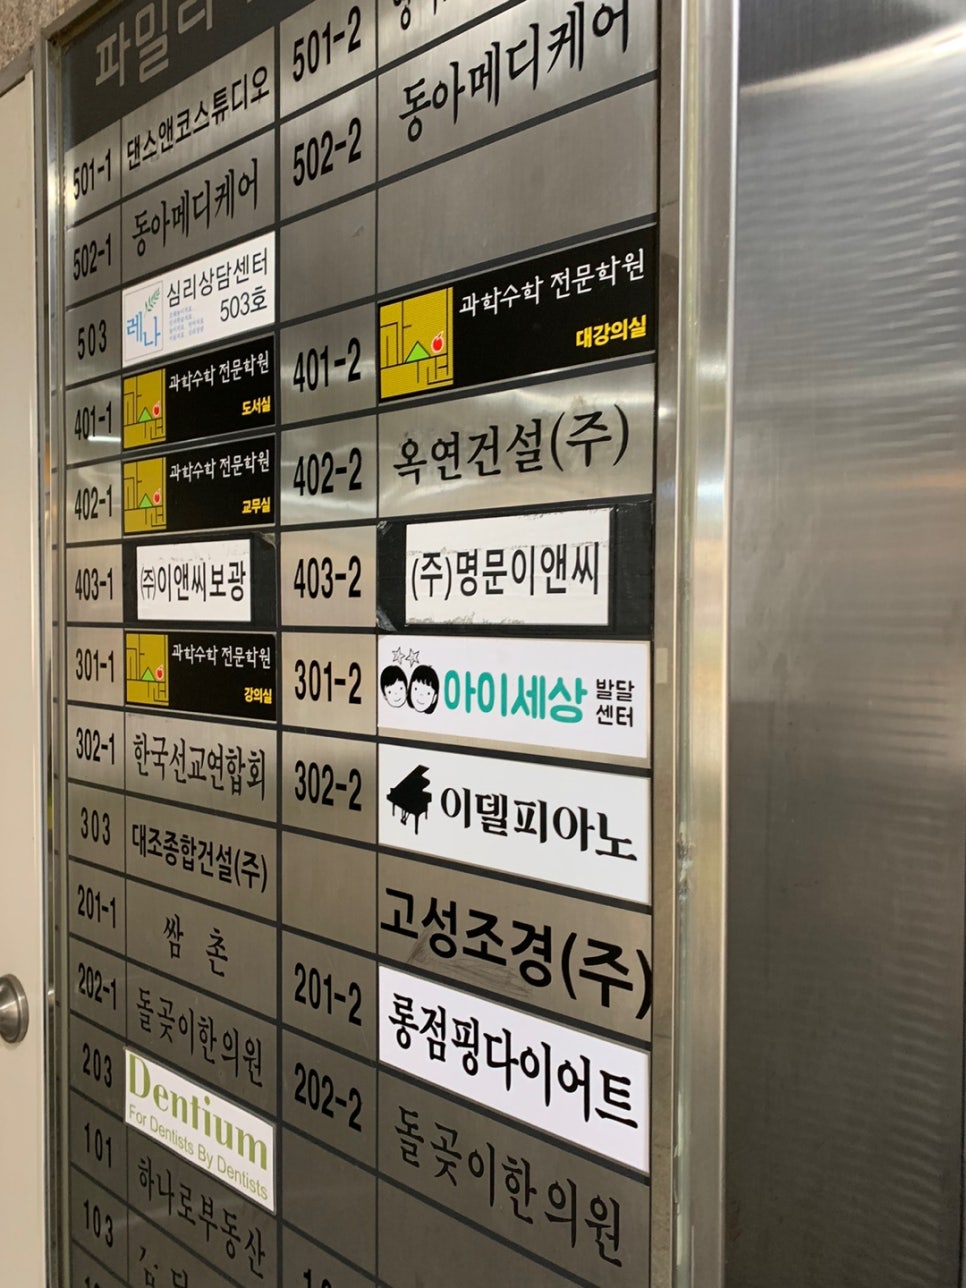 파밀리
501-1 댄스앤코스튜디오 501-2
502-1 동아메디케어 502-2 동아메디케어
503 레나 심리상담센터 503호
401-1 과학수학 전문학원 도서실 401-2 과학수학 전문학원 대강의실
402-1 과학수학 전문학원 교무실 402-2 옥연건설(주)
403-1 (주)이앤씨보광 403-2 (주)명문이앤씨
301-1 과학수학 전문학원 강의실 301-2 아이세상 발달센터
302-1 한국선교연합회 302-2 이델피아노
303 대조종합건설(주) 고성조경(주)
201-1 쌈 촌 201-2 롱점핑다이어트
202-1 돌곶이한의원 202-2 돌곶이한의원
203 Dentium
For Dentists By Dentists
101 하나로부동산
103